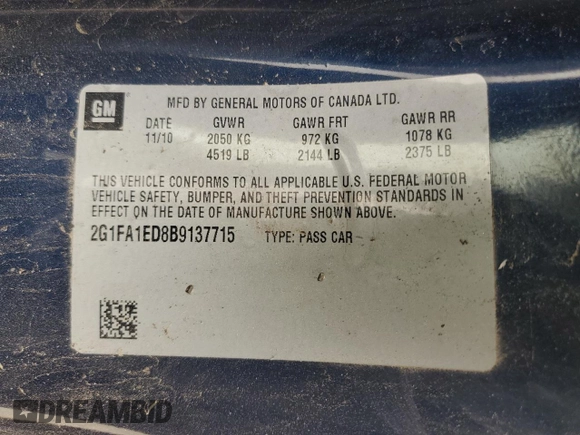 GM
MFD BY GENERAL MOTORS OF CANADA LTD.
DATE GVWR GAWR FRT GAWR RR
11/10 2050 KG 972 KG 1078 KG
4519 LB 2144 LB 2375 LB
THIS VEHICLE CONFORMS TO ALL APPLICABLE U.S. FEDERAL MOTOR
VEHICLE SAFETY, BUMPER, AND THEFT PREVENTION STANDARDS IN
EFFECT ON THE DATE OF MANUFACTURE SHOWN ABOVE.
2G1FA1ED8B9137715 TYPE: PASS CAR
DREAMBID